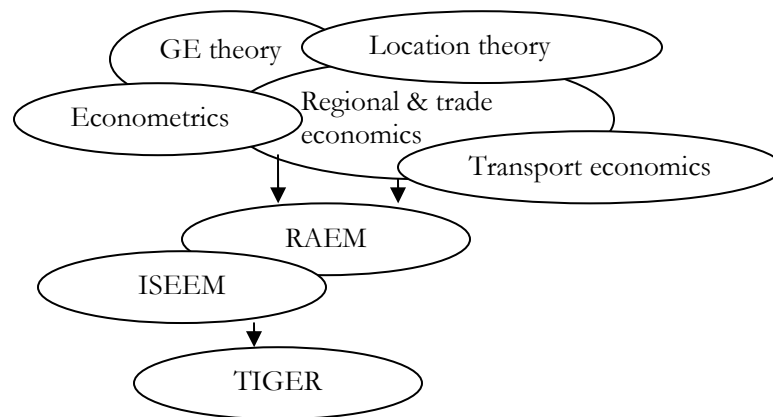 GE theory
Location theory
Econometrics
Regional & trade
economics
Transport economics
RAEM
ISEEM
TIGER